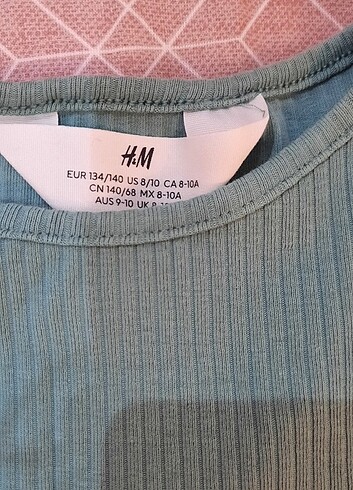 H&M
EUR 134/140 US 8/10 CA 8-10A
CN 140/68 MX 8-10A
AUS 9-10 UK